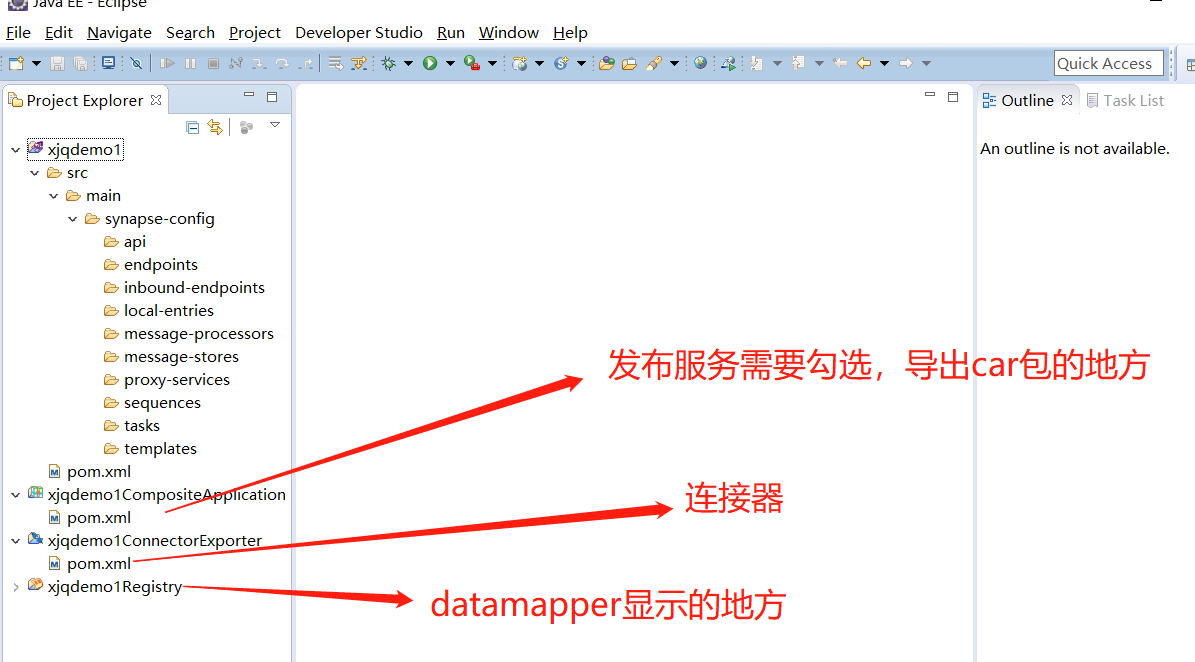 Java EE - Eclipse
File Edit Navigate Search Project Developer Studio Run Window Help
Quick Access
Project Explorer
Outline Task List
An outline is not available.
xjqdemo1
src
main
synapse-config
api
endpoints
inbound-endpoints
local-entries
message-processors
message-stores
proxy-services
sequences
tasks
templates
pom.xml
xjqdemo1CompositeApplication
pom.xml
xjqdemo1ConnectorExporter
pom.xml
xjqdemo1Registry
发布服务需要勾选，导出car包的地方
连接器
datamapper显示的地方